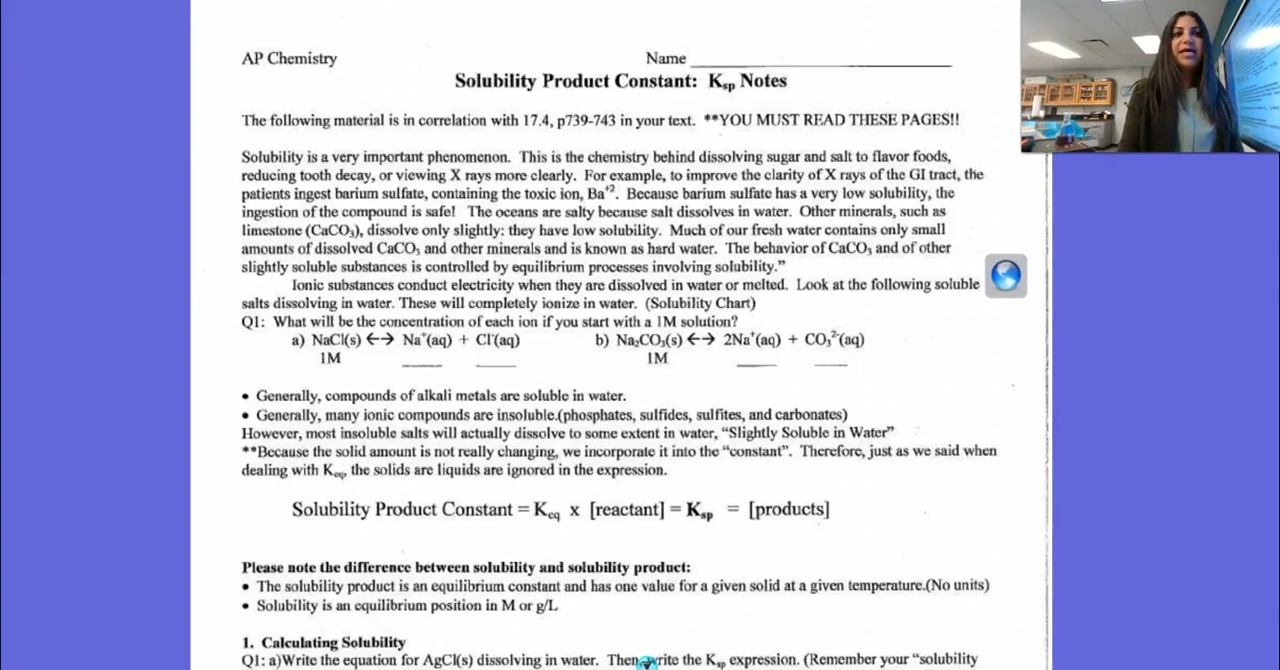 AP Chemistry
Name
Solubility Product Constant: Ksp Notes
The following material is in correlation with 17.4, p739-743 in your text. **YOU MUST READ THESE PAGES!!
Solubility is a very important phenomenon. This is the chemistry behind dissolving sugar and salt to flavor foods,
reducing tooth decay, or viewing X rays more clearly. For example, to improve the clarity of X rays of the GI tract, the
patients ingest barium sulfate, containing the toxic ion, Ba⁺². Because barium sulfate has a very low solubility, the
ingestion of the compound is safe! The oceans are salty because salt dissolves in water. Other minerals, such as
limestone (CaCO₃), dissolve only slightly: they have low solubility. Much of our fresh water contains only small
amounts of dissolved CaCO₃ and other minerals and is known as hard water. The behavior of CaCO₃ and of other
slightly soluble substances is controlled by equilibrium processes involving solubility.”
Ionic substances conduct electricity when they are dissolved in water or melted. Look at the following soluble
salts dissolving in water. These will completely ionize in water. (Solubility Chart)
Q1: What will be the concentration of each ion if you start with a 1M solution?
a) NaCl(s) ←→ Na⁺(aq) + Cl⁻(aq) b) Na₂CO₃(s) ←→ 2Na⁺(aq) + CO₃²⁻(aq)
1M ____ ____ 1M ____ ____
• Generally, compounds of alkali metals are soluble in water.
• Generally, many ionic compounds are insoluble.(phosphates, sulfides, sulfites, and carbonates)
However, most insoluble salts will actually dissolve to some extent in water, “Slightly Soluble in Water”
**Because the solid amount is not really changing, we incorporate it into the “constant”. Therefore, just as we said when
dealing with Keq, the solids are liquids are ignored in the expression.
Solubility Product Constant = Keq x [reactant] = Ksp = [products]
Please note the difference between solubility and solubility product:
• The solubility product is an equilibrium constant and has one value for a given solid at a given temperature.(No units)
• Solubility is an equilibrium position in M or g/L
1. Calculating Solubility
Q1: a)Write the equation for AgCl(s) dissolving in water. Then write the Ksp expression. (Remember your “solubility